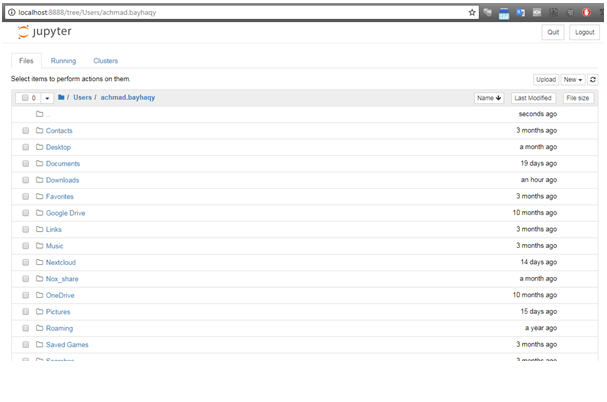 localhost:8888/tree/Users/achmad.bayhaqy
jupyter
Quit Logout
Files Running Clusters
Select items to perform actions on them.
Upload New
0 / Users / achmad.bayhaqy Name Last Modified File size
.. seconds ago
Contacts 3 months ago
Desktop a month ago
Documents 19 days ago
Downloads an hour ago
Favorites 3 months ago
Google Drive 10 months ago
Links 3 months ago
Music 3 months ago
Nextcloud 14 days ago
Nox_share a month ago
OneDrive 10 months ago
Pictures 15 days ago
Roaming a year ago
Saved Games 3 months ago
Searches 3 months ago